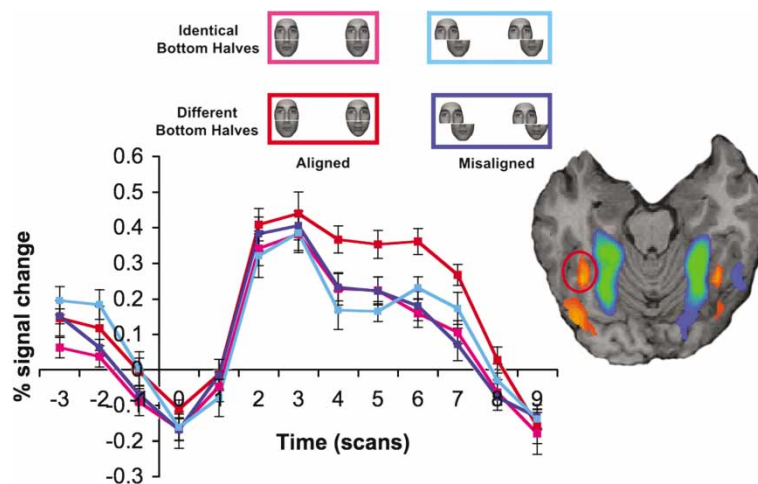 Identical
Bottom Halves
Different
Bottom Halves
Aligned
Misaligned
0.6
0.5
0.4
0.3
0.2
0.1
0
-0.1
-0.2
-0.3
% signal change
-3 -2 -1 0 1 2 3 4 5 6 7 8 9
Time (scans)